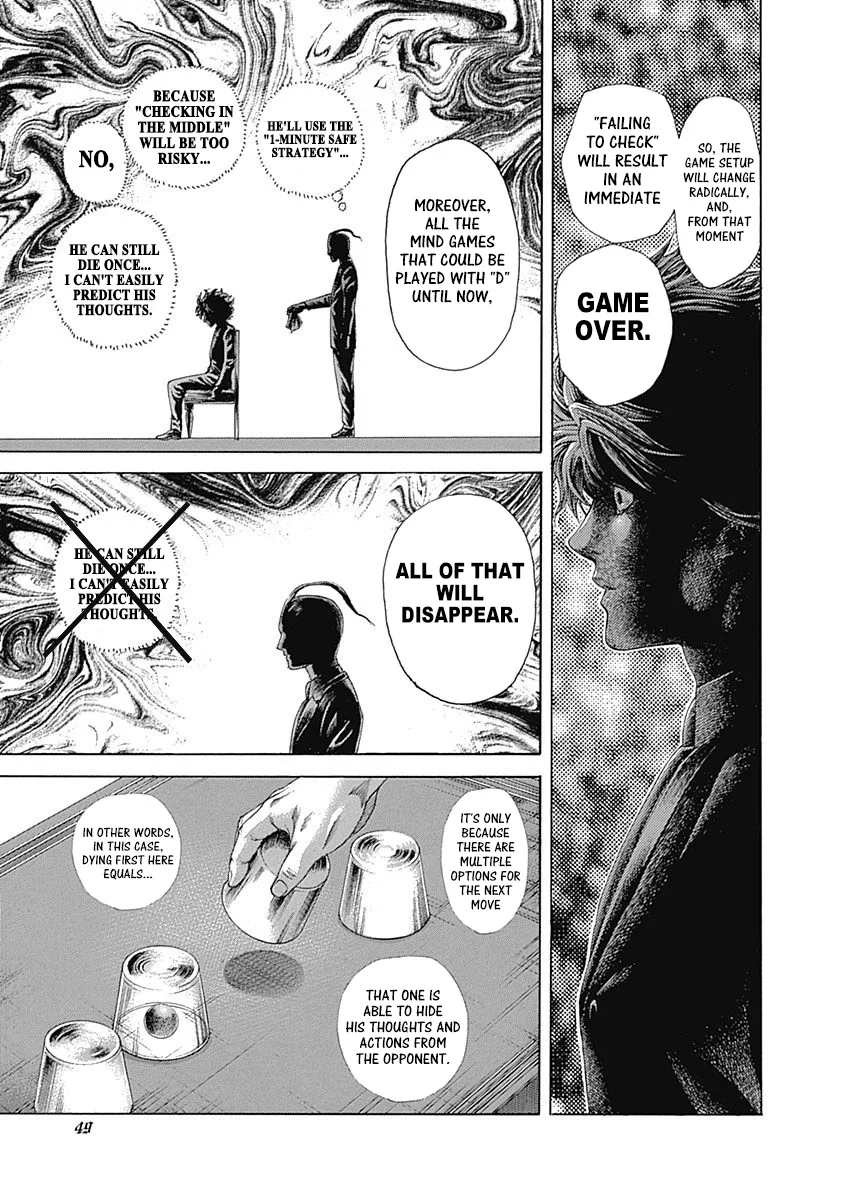 SO, THE
GAME SETUP
WILL CHANGE
RADICALLY,
AND,
FROM THAT
MOMENT
"FAILING
TO CHECK"
WILL RESULT
IN AN
IMMEDIATE
GAME
OVER.
MOREOVER,
ALL THE
MIND GAMES
THAT COULD BE
PLAYED WITH "D"
UNTIL NOW,
HE'LL USE THE
"1-MINUTE SAFE
STRATEGY"...
BECAUSE
"CHECKING IN
THE MIDDLE"
WILL BE TOO
RISKY...
NO,
HE CAN STILL
DIE ONCE...
I CAN'T EASILY
PREDICT HIS
THOUGHTS.
ALL OF THAT
WILL
DISAPPEAR.
HE CAN STILL
DIE ONCE...
I CAN'T EASILY
PREDICT HIS
THOUGHTS.
IT'S ONLY
BECAUSE
THERE ARE
MULTIPLE
OPTIONS FOR
THE NEXT
MOVE
THAT ONE IS
ABLE TO HIDE
HIS THOUGHTS AND
ACTIONS FROM
THE OPPONENT.
IN OTHER WORDS,
IN THIS CASE,
DYING FIRST HERE
EQUALS...
49